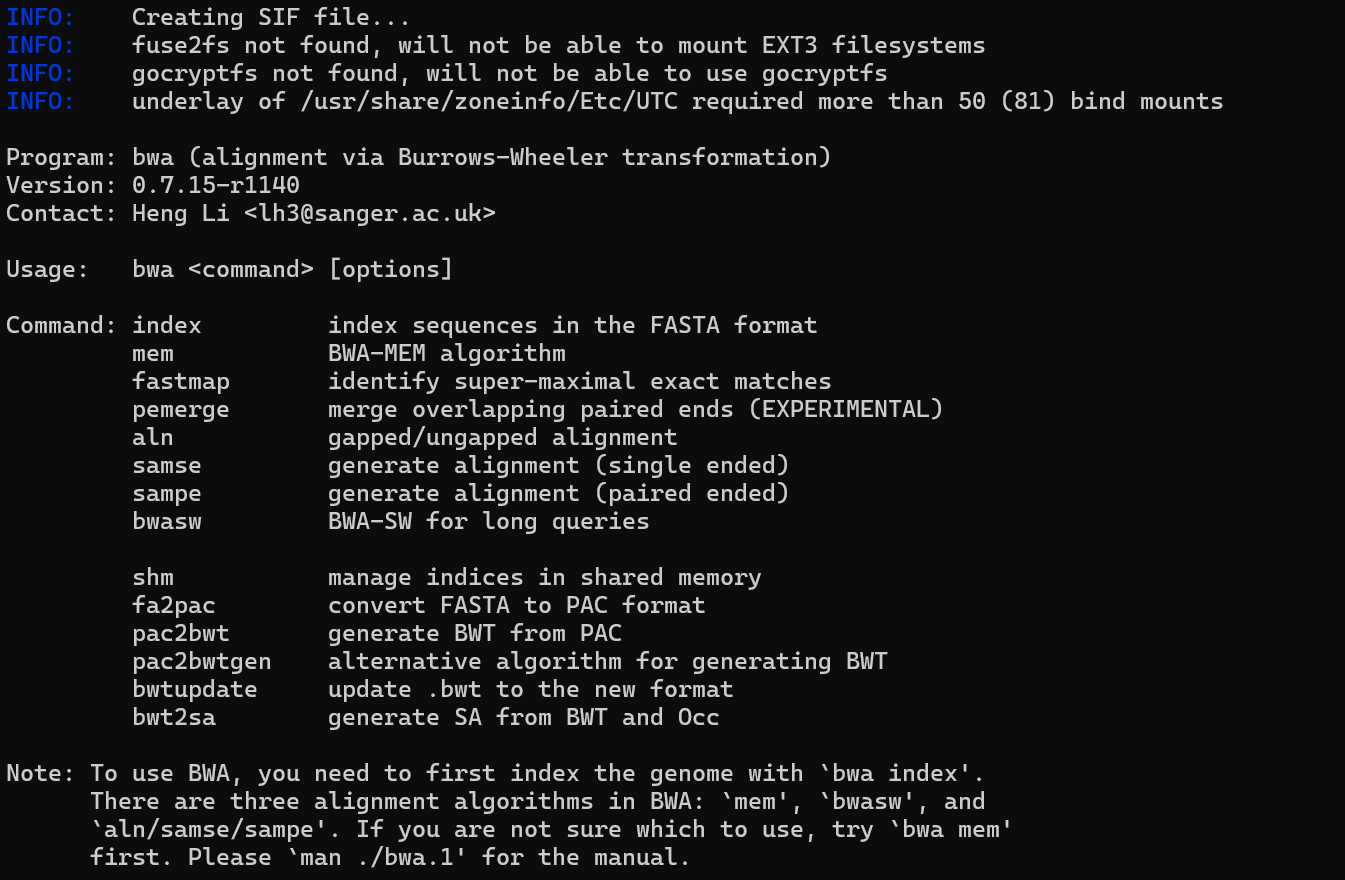 INFO:    Creating SIF file...
INFO:    fuse2fs not found, will not be able to mount EXT3 filesystems
INFO:    gocryptfs not found, will not be able to use gocryptfs
INFO:    underlay of /usr/share/zoneinfo/Etc/UTC required more than 50 (81) bind mounts

Program: bwa (alignment via Burrows-Wheeler transformation)
Version: 0.7.15-r1140
Contact: Heng Li <lh3@sanger.ac.uk>

Usage:   bwa <command> [options]

Command: index         index sequences in the FASTA format
         mem           BWA-MEM algorithm
         fastmap       identify super-maximal exact matches
         pemerge       merge overlapping paired ends (EXPERIMENTAL)
         aln           gapped/ungapped alignment
         samse         generate alignment (single ended)
         sampe         generate alignment (paired ended)
         bwasw         BWA-SW for long queries

         shm           manage indices in shared memory
         fa2pac        convert FASTA to PAC format
         pac2bwt       generate BWT from PAC
         pac2bwtgen    alternative algorithm for generating BWT
         bwtupdate     update .bwt to the new format
         bwt2sa        generate SA from BWT and Occ

Note: To use BWA, you need to first index the genome with `bwa index'.
      There are three alignment algorithms in BWA: `mem', `bwasw', and
      `aln/samse/sampe'. If you are not sure which to use, try `bwa mem'
      first. Please `man ./bwa.1' for the manual.